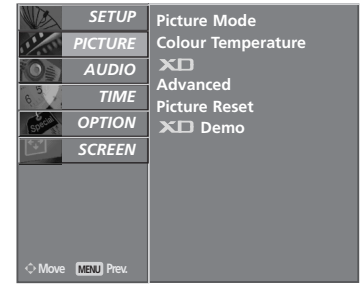 SETUP
PICTURE
AUDIO
TIME
OPTION
SCREEN
Move MENU Prev.
Picture Mode
Colour Temperature
XD
Advanced
Picture Reset
XD Demo